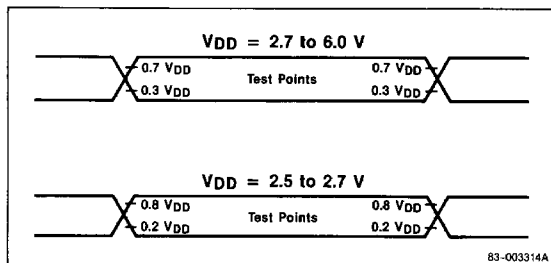 VDD = 2.7 to 6.0 V
0.7 VDD Test Points 0.7 VDD
0.3 VDD 0.3 VDD
VDD = 2.5 to 2.7 V
0.8 VDD Test Points 0.8 VDD
0.2 VDD 0.2 VDD
83-003314A